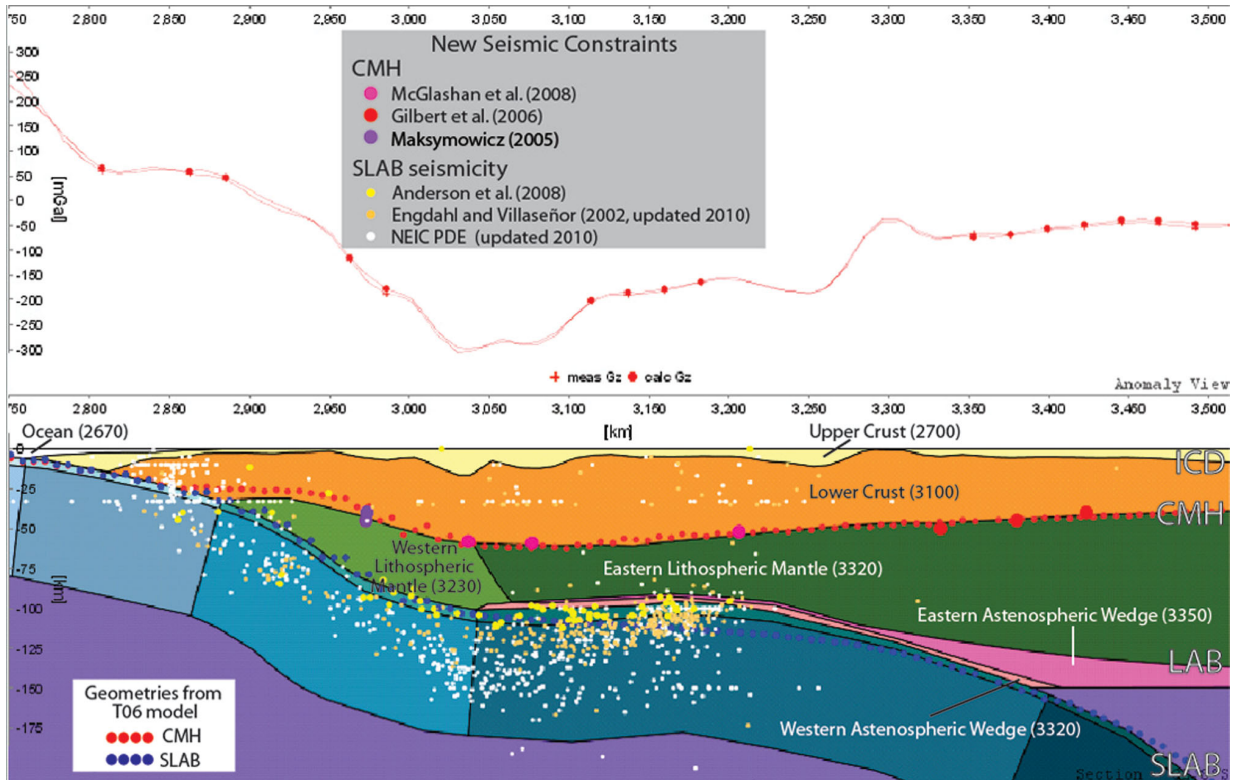 750 2,800 2,850 2,900 2,950 3,000 3,050 3,100 3,150 3,200 3,250 3,300 3,350 3,400 3,450 3,500
300
250
200
150
100
50
0
-50
-100
-150
-200
-250
-300
[mGal]
New Seismic Constraints
CMH
McGlashan et al. (2008)
Gilbert et al. (2006)
Maksymowicz (2005)
SLAB seismicity
Anderson et al. (2008)
Engdahl and Villaseñor (2002, updated 2010)
NEIC PDE (updated 2010)
meas Gz calc Gz
Anomaly View
750 2,800 2,850 2,900 2,950 3,000 3,050 3,100 3,150 3,200 3,250 3,300 3,350 3,400 3,450 3,500
[km]
Ocean (2670)
Upper Crust (2700)
0
-25
-50
-75
-100
-125
-150
-175
[km]
ICD
Lower Crust (3100)
CMH
Western
Lithospheric
Mantle (3230)
Eastern Lithospheric Mantle (3320)
Eastern Astenospheric Wedge (3350)
LAB
Geometries from
T06 model
CMH
SLAB
Western Astenospheric Wedge (3320)
SLAB